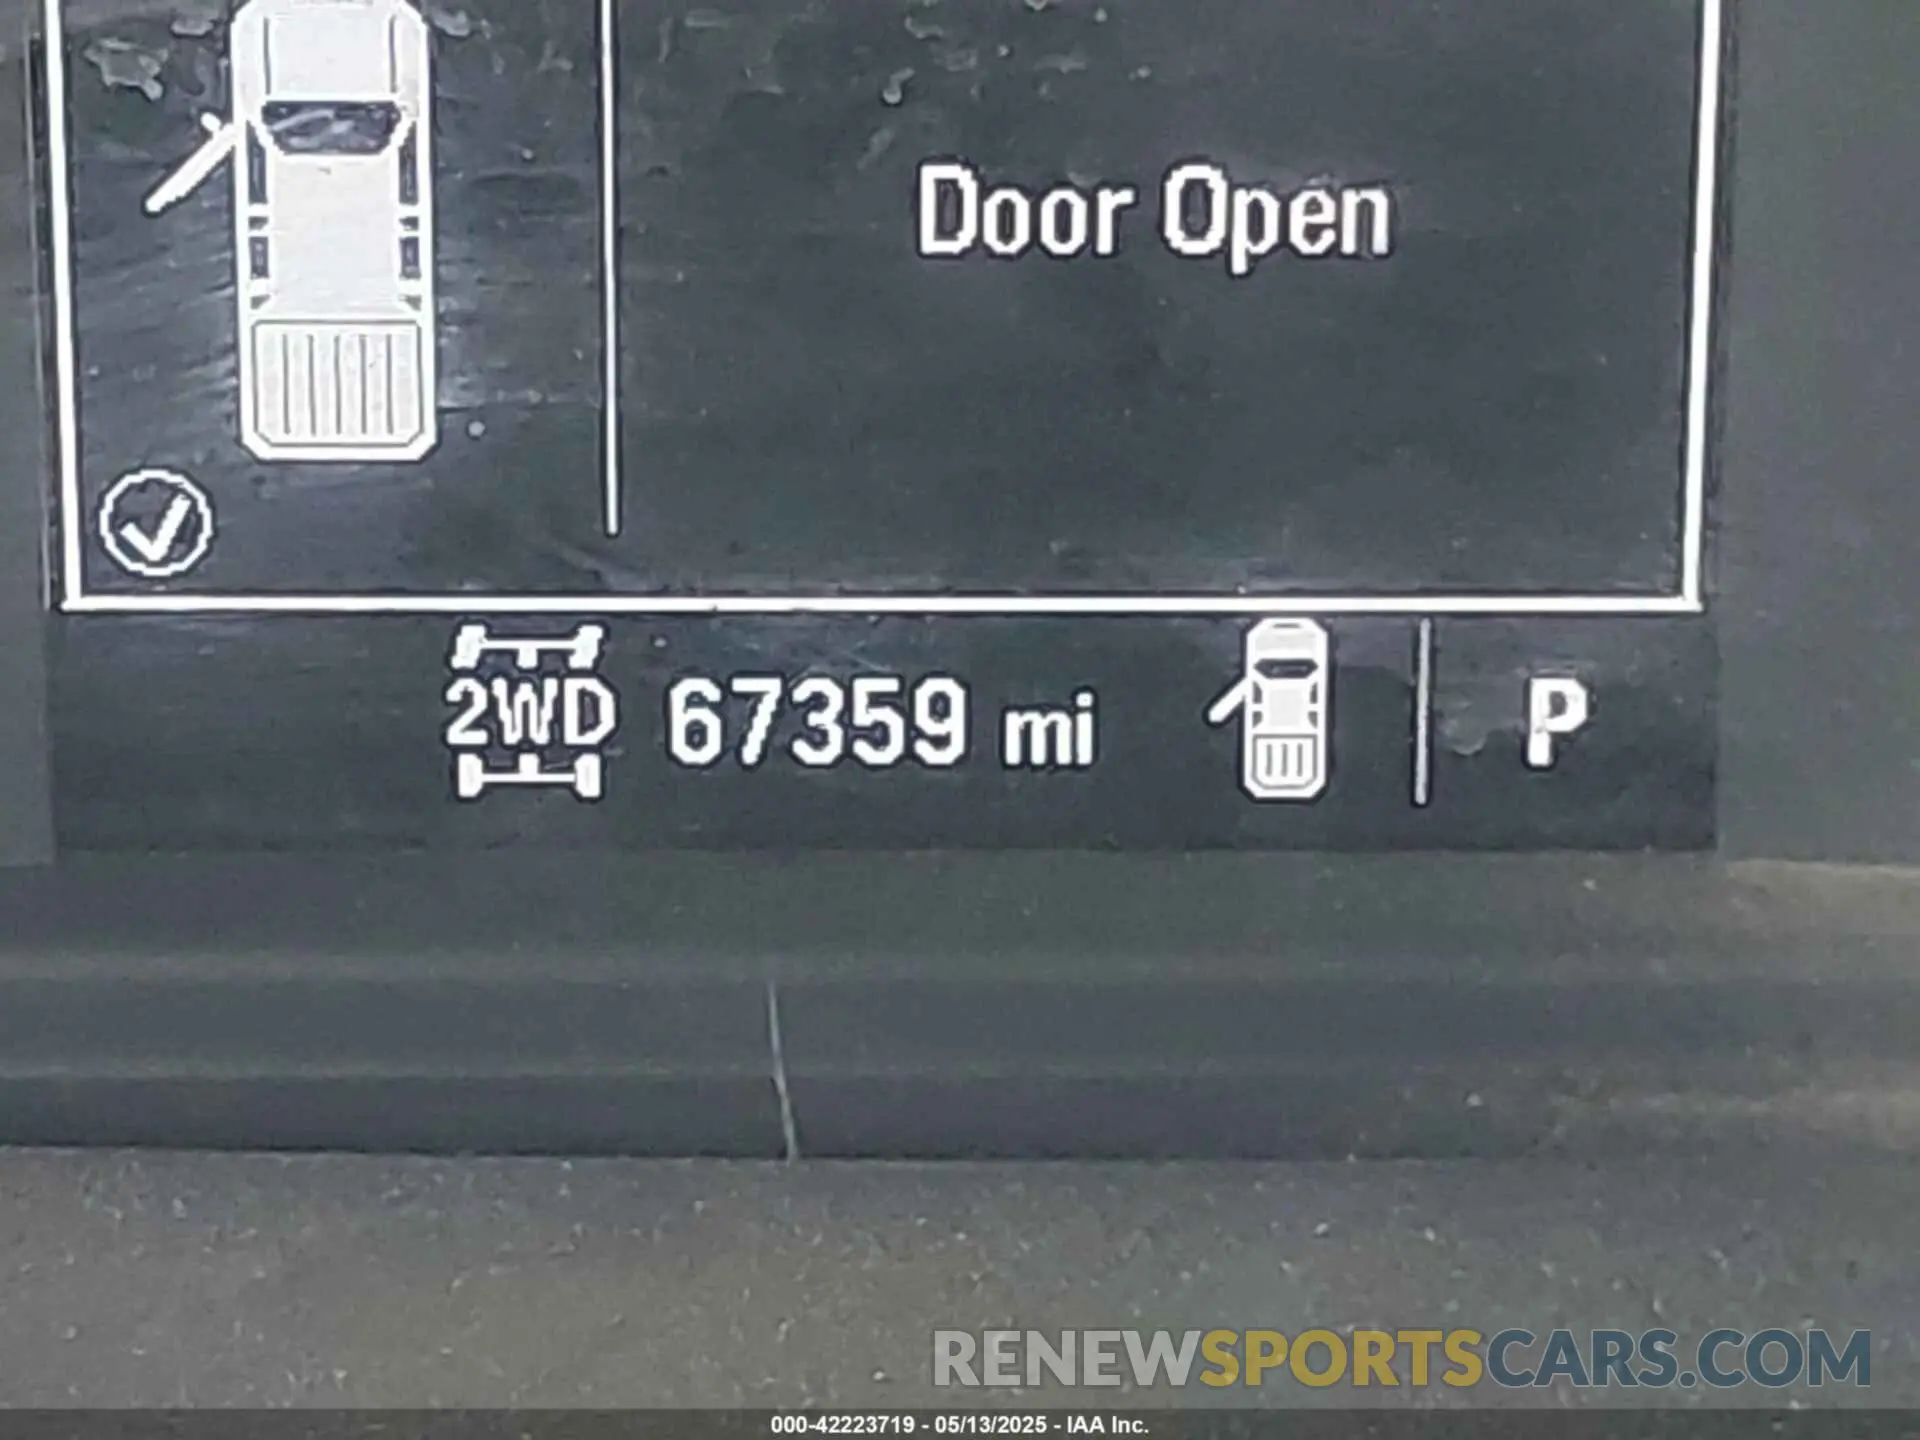 Door Open
2WD 67359 mi P
RENEWSPORTSCARS.COM
000-42223719 - 05/13/2025 - IAA Inc.